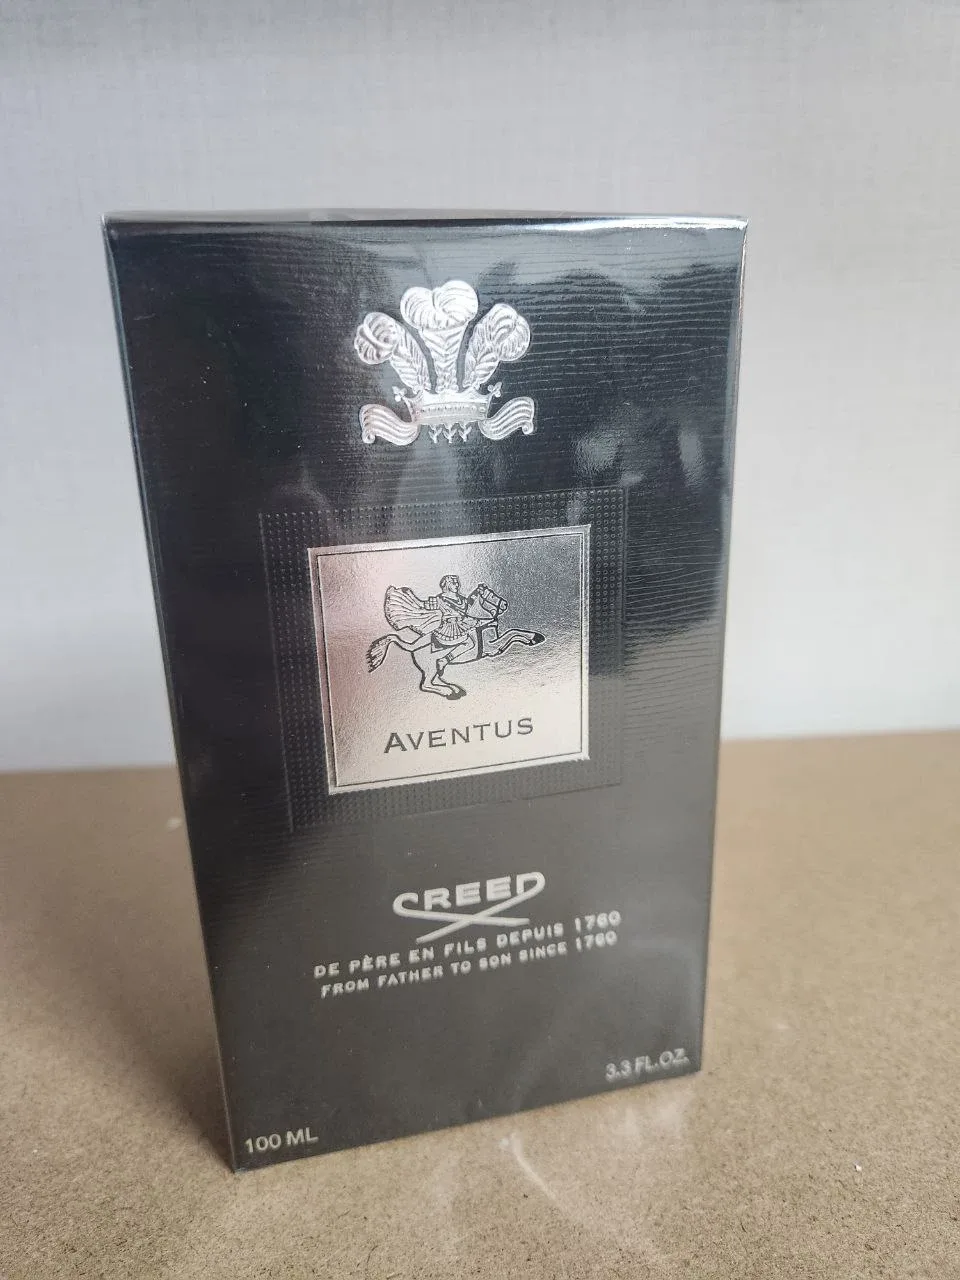 AVENTUS
CREED
DE PÈRE EN FILS DEPUIS 1760
FROM FATHER TO SON SINCE 1760
3.3 FL.OZ.
100 ML